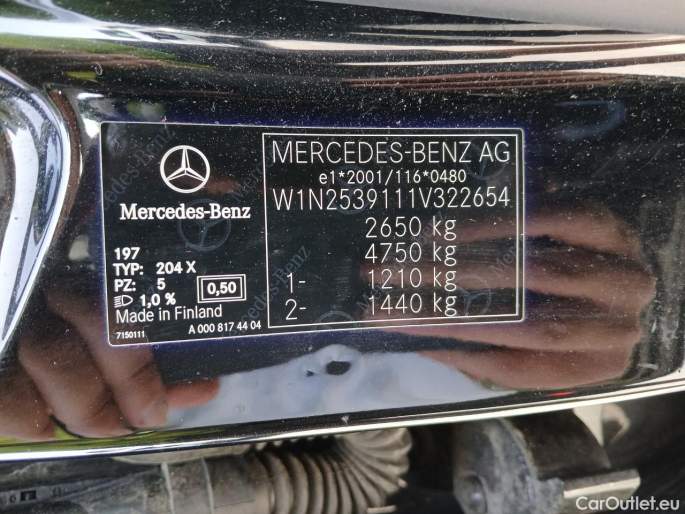 Mercedes-Benz
197
TYP: 204 X
PZ: 5
1,0 %
0,50
Made in Finland
7150111
A 000 817 44 04
MERCEDES-BENZ AG
e1*2001/116*0480
W1N2539111V322654
2650 kg
4750 kg
1- 1210 kg
2- 1440 kg
CarOutlet.eu